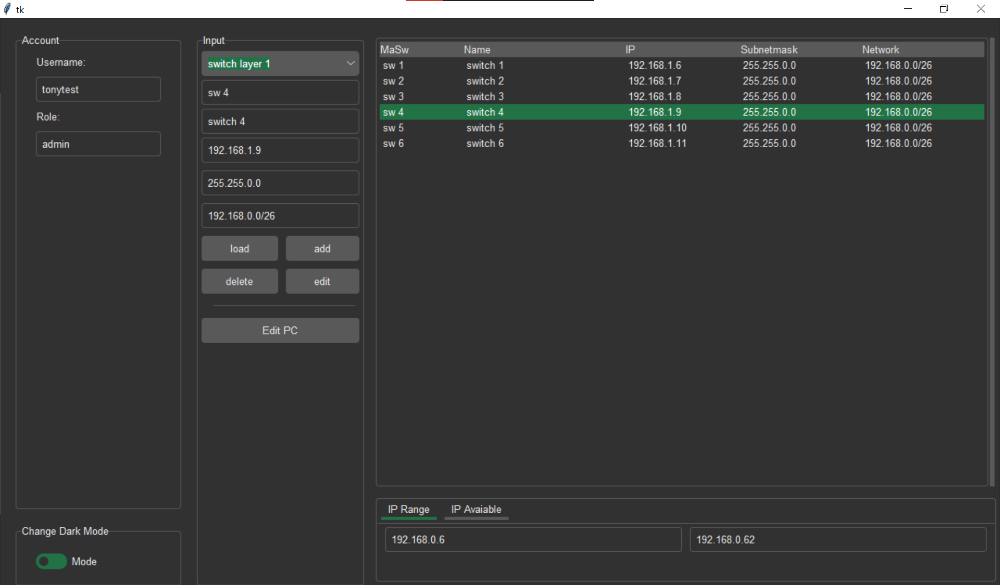 tk
Account
Username:
tonytest
Role:
admin
Change Dark Mode
Mode
Input
switch layer 1
sw 4
switch 4
192.168.1.9
255.255.0.0
192.168.0.0/26
load add
delete edit
Edit PC
MaSw Name IP Subnetmask Network
sw 1 switch 1 192.168.1.6 255.255.0.0 192.168.0.0/26
sw 2 switch 2 192.168.1.7 255.255.0.0 192.168.0.0/26
sw 3 switch 3 192.168.1.8 255.255.0.0 192.168.0.0/26
sw 4 switch 4 192.168.1.9 255.255.0.0 192.168.0.0/26
sw 5 switch 5 192.168.1.10 255.255.0.0 192.168.0.0/26
sw 6 switch 6 192.168.1.11 255.255.0.0 192.168.0.0/26
IP Range IP Avaiable
192.168.0.6 192.168.0.62